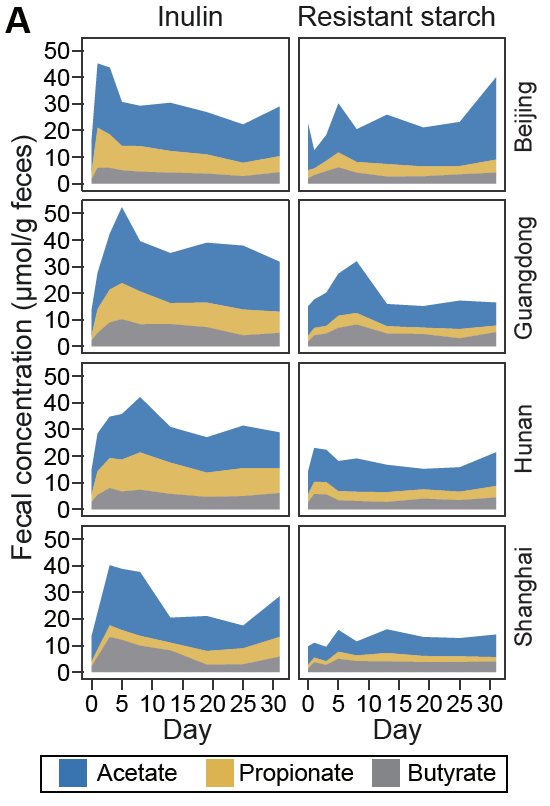 A
Inulin Resistant starch
Fecal concentration (µmol/g feces)
50
40
30
20
10
0
Beijing
50
40
30
20
10
0
Guangdong
50
40
30
20
10
0
Hunan
50
40
30
20
10
0
Shanghai
0 5 10 15 20 25 30 0 5 10 15 20 25 30
Day Day
Acetate Propionate Butyrate